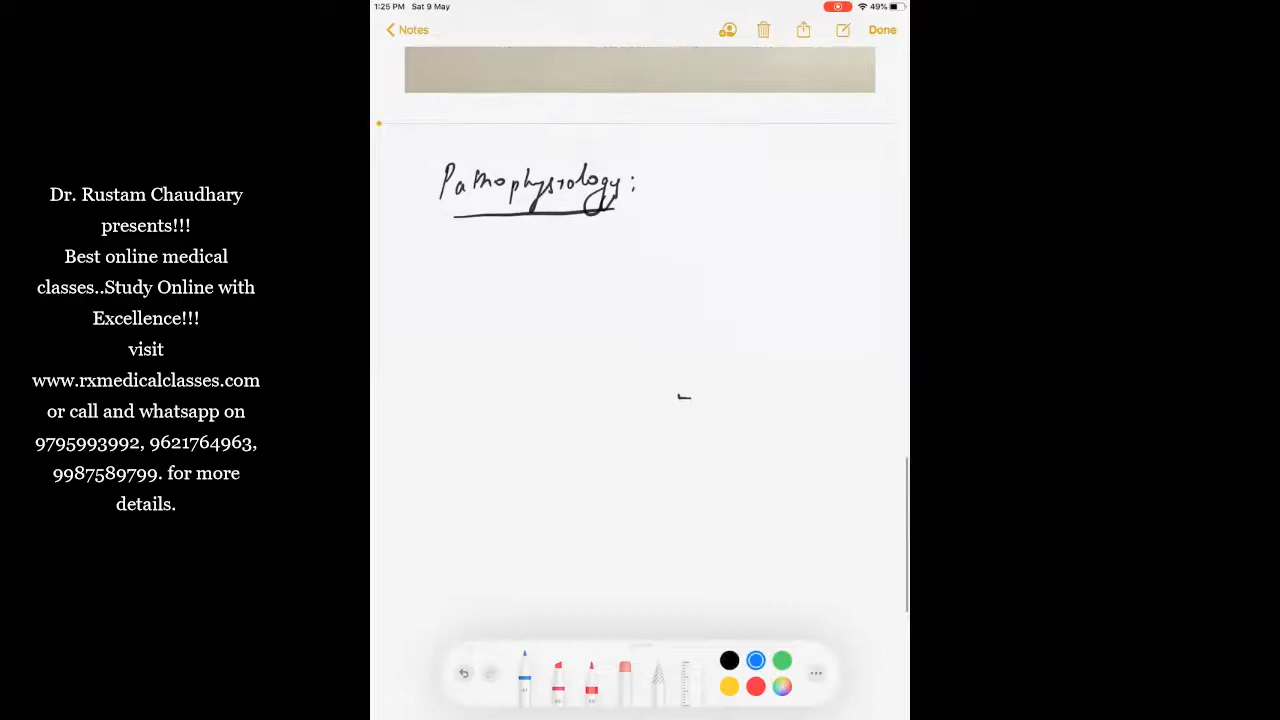 1:25 PM Sat 9 May 49%
Notes Done
Dr. Rustam Chaudhary
presents!!!
Best online medical
classes..Study Online with
Excellence!!!
visit
www.rxmedicalclasses.com
or call and whatsapp on
9795993992, 9621764963,
9987589799. for more
details.
Pathophysiology: